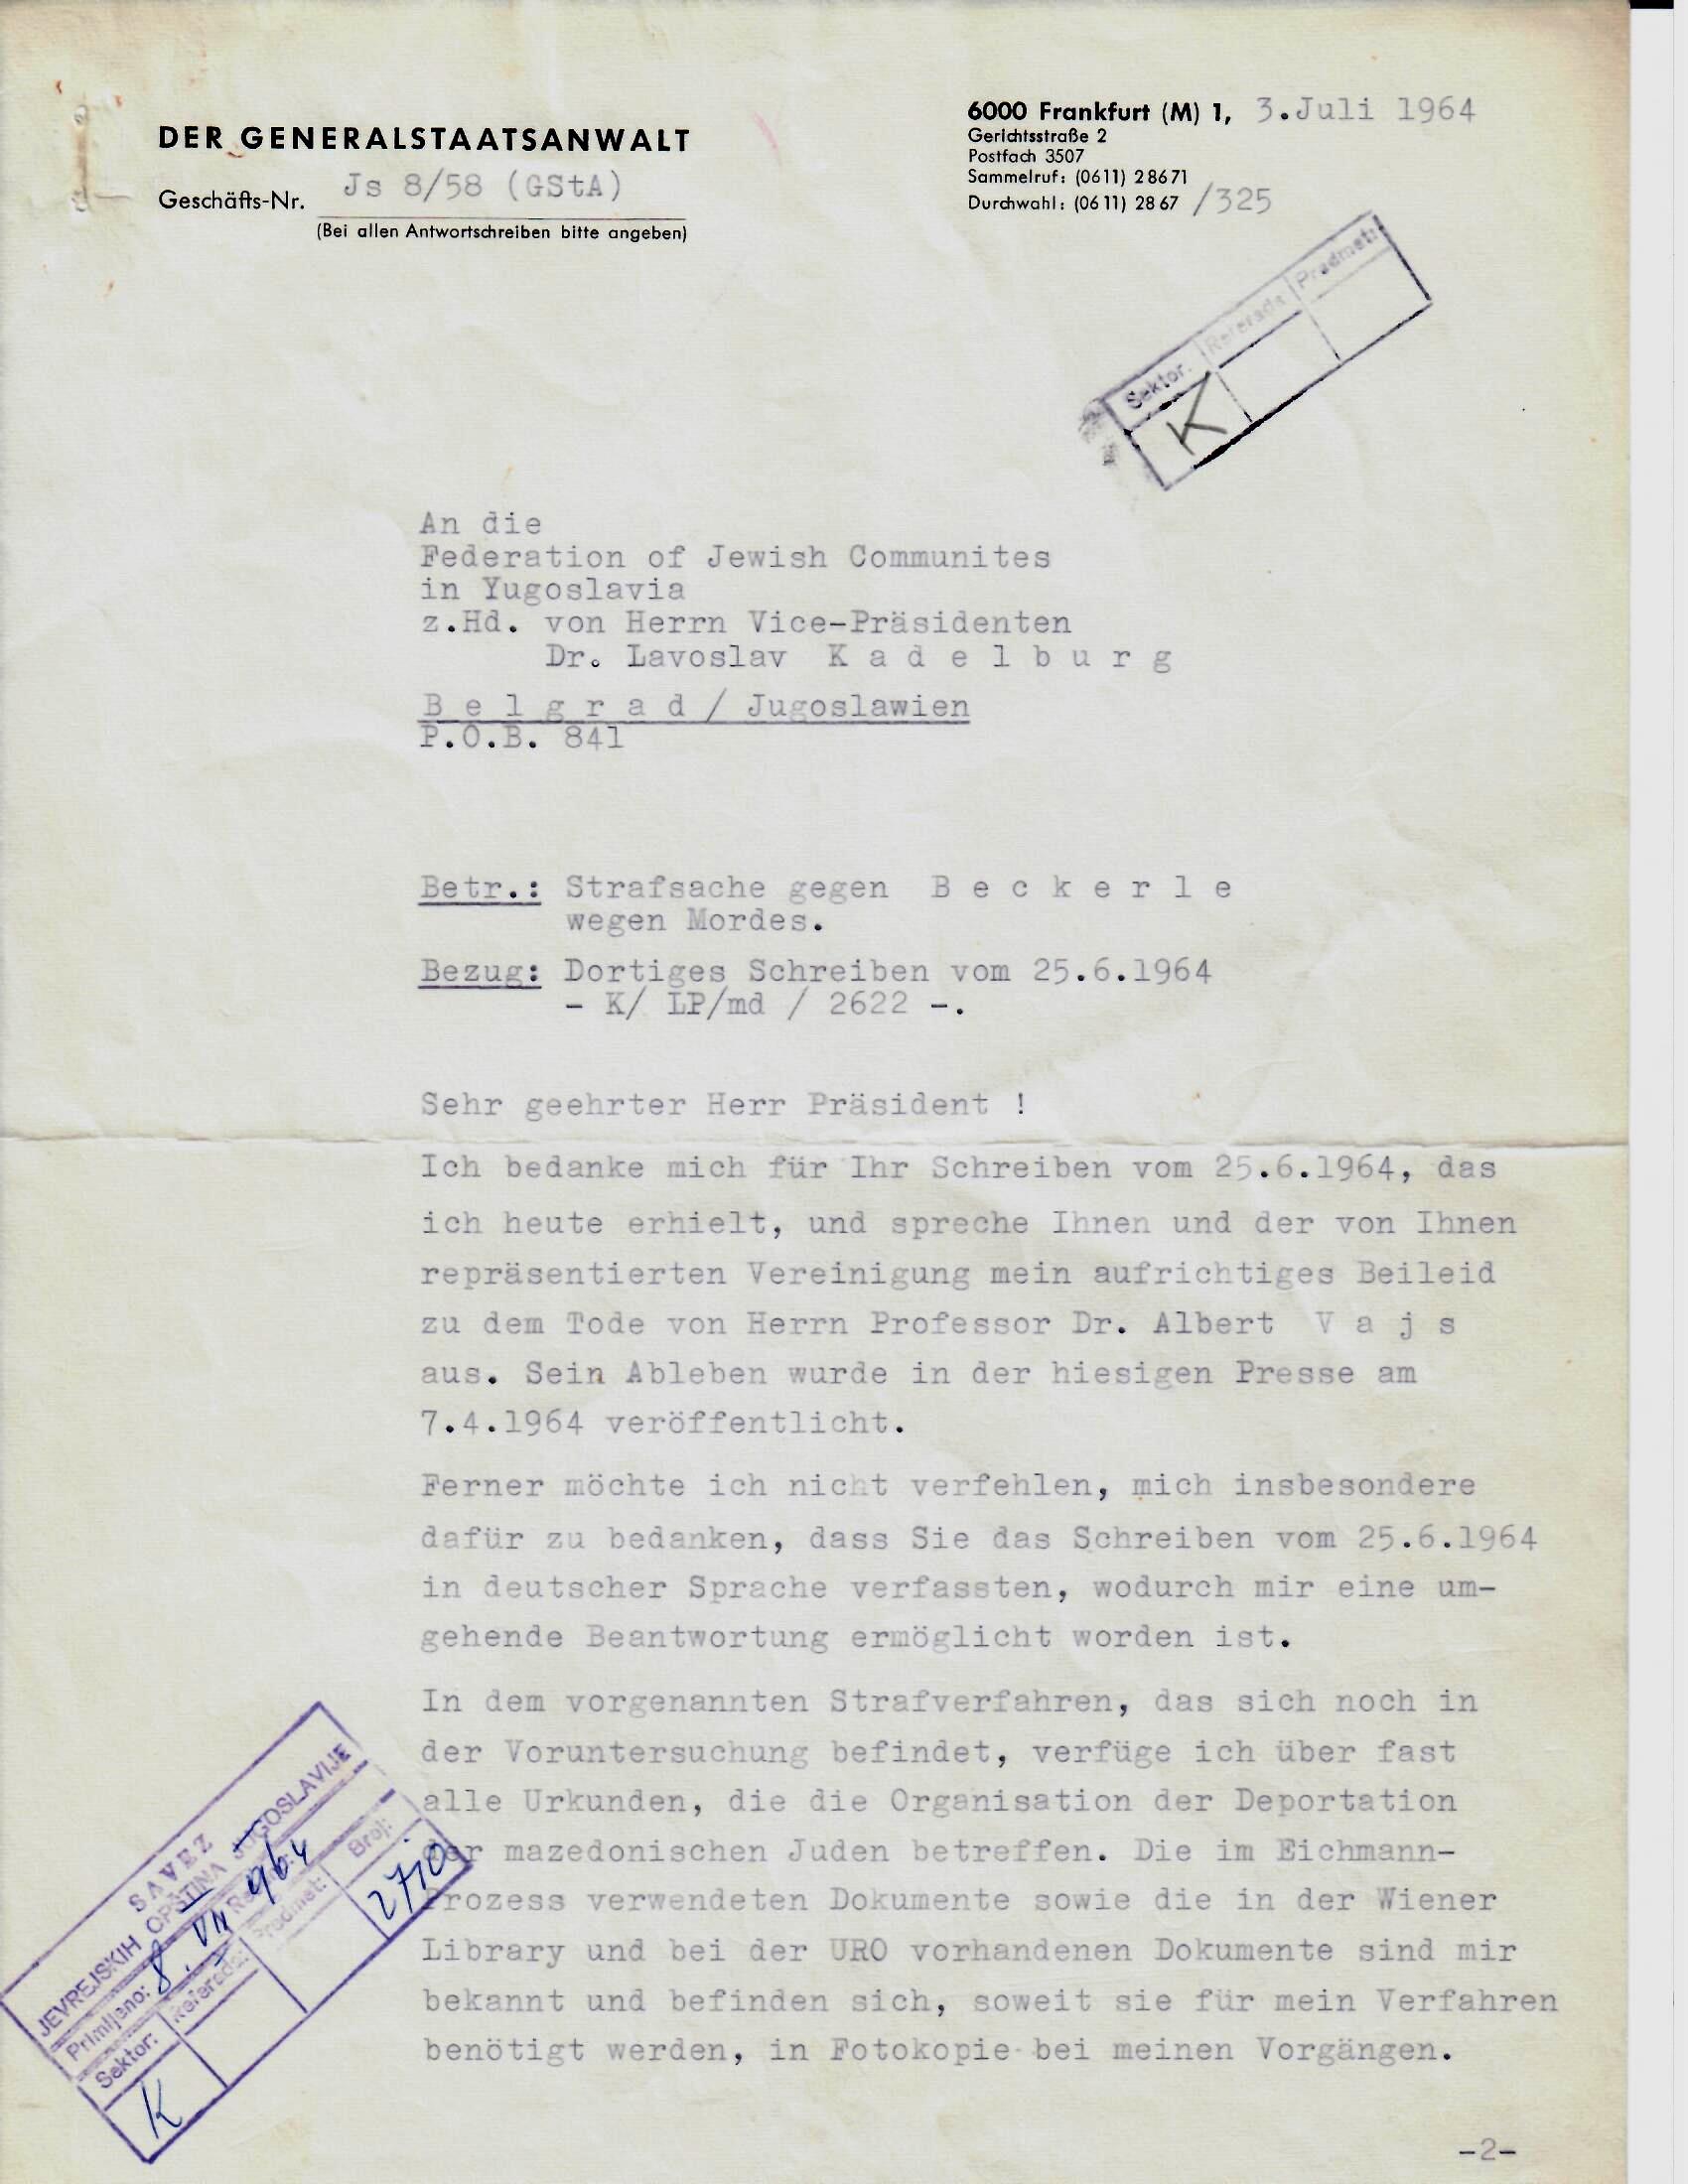 DER GENERALSTAATSANWALT
Geschäfts-Nr. Js 8/58 (GStA)
(Bei allen Antwortschreiben bitte angeben)
6000 Frankfurt (M) 1, 3.Juli 1964
Gerichtsstraße 2
Postfach 3507
Sammelruf: (0611) 28671
Durchwahl: (0611) 2867 /325
Sektor. Referada Predmet:
K
An die
Federation of Jewish Communites
in Yugoslavia
z.Hd. von Herrn Vice-Präsidenten
Dr. Lavoslav K a d e l b u r g
B e l g r a d / Jugoslawien
P.O.B. 841
Betr.: Strafsache gegen B e c k e r l e
wegen Mordes.
Bezug: Dortiges Schreiben vom 25.6.1964
- K/ LP/md / 2622 -.
Sehr geehrter Herr Präsident !
Ich bedanke mich für Ihr Schreiben vom 25.6.1964, das
ich heute erhielt, und spreche Ihnen und der von Ihnen
repräsentierten Vereinigung mein aufrichtiges Beileid
zu dem Tode von Herrn Professor Dr. Albert V a j s
aus. Sein Ableben wurde in der hiesigen Presse am
7.4.1964 veröffentlicht.
Ferner möchte ich nicht verfehlen, mich insbesondere
dafür zu bedanken, dass Sie das Schreiben vom 25.6.1964
in deutscher Sprache verfassten, wodurch mir eine um-
gehende Beantwortung ermöglicht worden ist.
In dem vorgenannten Strafverfahren, das sich noch in
der Voruntersuchung befindet, verfüge ich über fast
alle Urkunden, die die Organisation der Deportation
der mazedonischen Juden betreffen. Die im Eichmann-
Prozess verwendeten Dokumente sowie die in der Wiener
Library und bei der URO vorhandenen Dokumente sind mir
bekannt und befinden sich, soweit sie für mein Verfahren
benötigt werden, in Fotokopie bei meinen Vorgängen.
SAVEZ
JEVREJSKIH OPŠTINA JUGOSLAVIJE
Primljeno: 8. VII 964
Sektor: Referada: Predmet: Broj:
K 2710
-2-